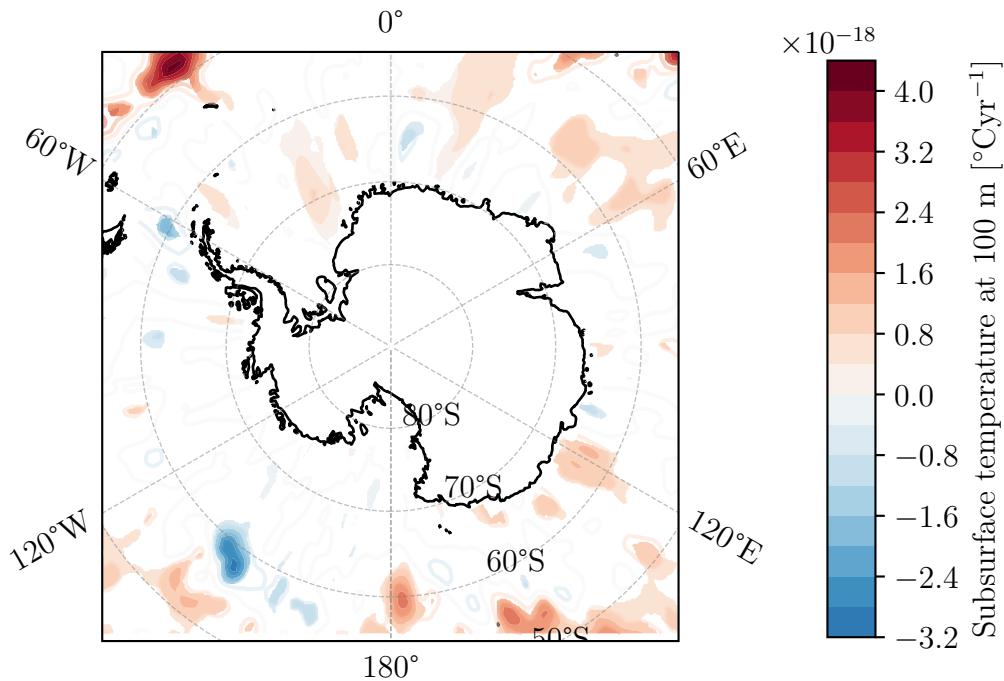 0°
×10⁻¹⁸
60°W
60°E
4.0
3.2
2.4
1.6
0.8
0.0
−0.8
−1.6
−2.4
−3.2
Subsurface temperature at 100 m [°Cyr⁻¹]
80°S
70°S
60°S
50°S
120°W
120°E
180°